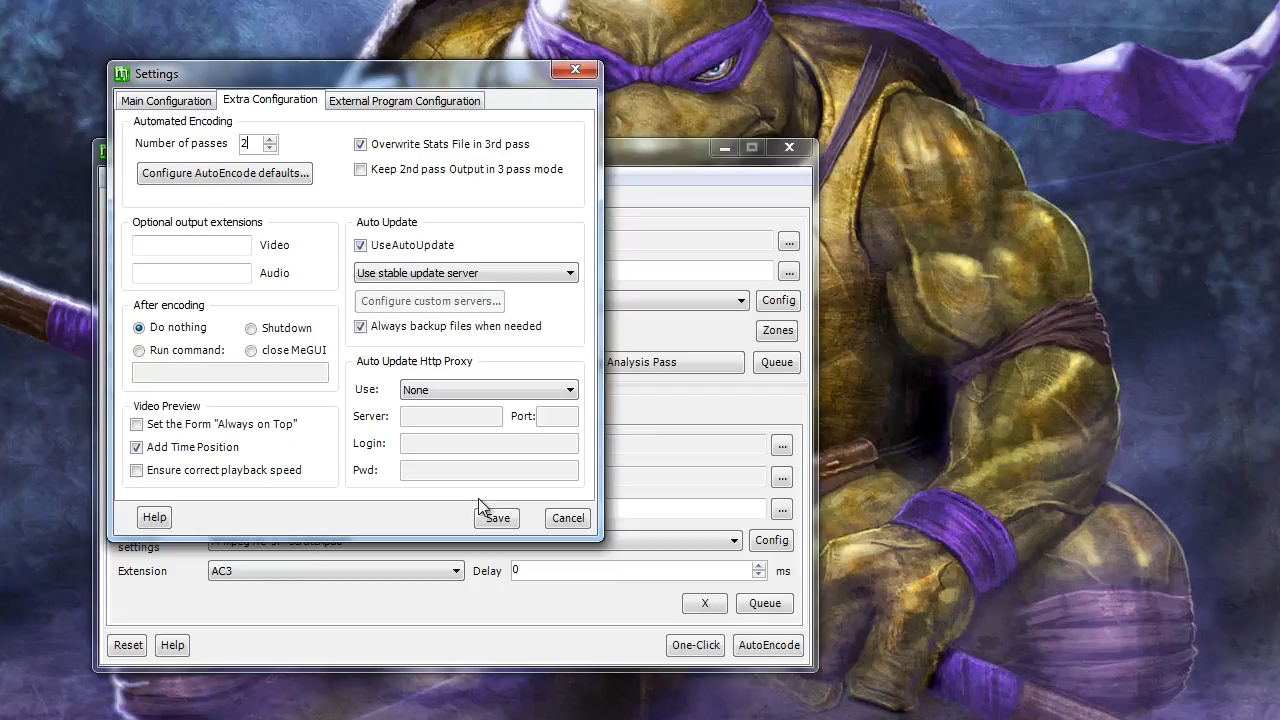 Settings
Main Configuration Extra Configuration External Program Configuration
Automated Encoding
Number of passes 2
Overwrite Stats File in 3rd pass
Configure AutoEncode defaults...
Keep 2nd pass Output in 3 pass mode
Optional output extensions
Video
Audio
Auto Update
UseAutoUpdate
Use stable update server
Configure custom servers...
Always backup files when needed
After encoding
Do nothing Shutdown
Run command: close MeGUI
Auto Update Http Proxy
Use: None
Server: Port:
Login:
Pwd:
Video Preview
Set the Form "Always on Top"
Add Time Position
Ensure correct playback speed
Help Save Cancel
...
...
Config
Zones
Analysis Pass Queue
...
...
...
settings Config
Extension AC3 Delay 0 ms
X Queue
Reset Help One-Click AutoEncode